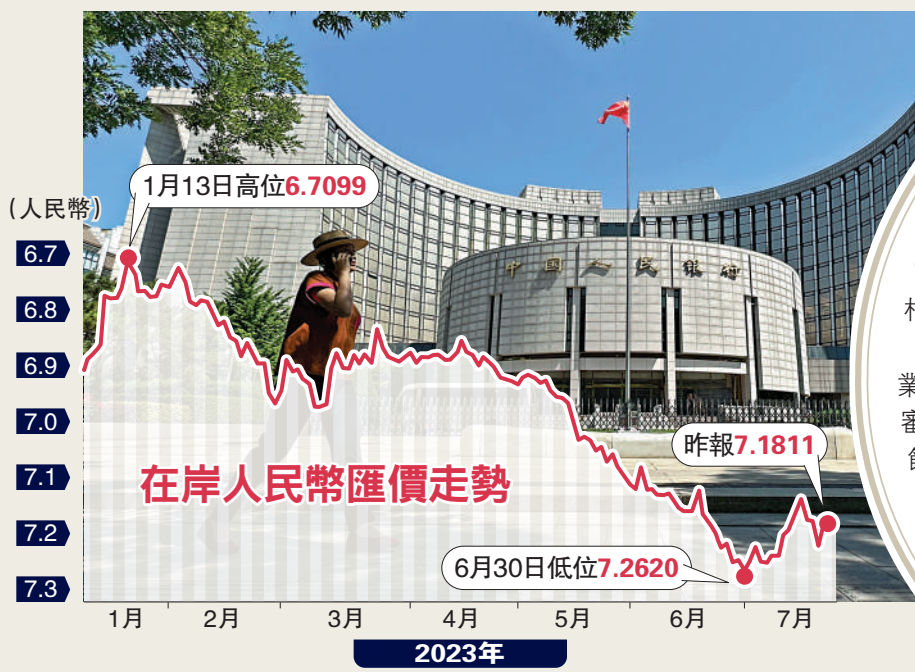 1月13日高位6.7099
(人民幣)
6.7
6.8
6.9
7.0
7.1
7.2
7.3
中国人民银行
昨報7.1811
在岸人民幣匯價走勢
6月30日低位7.2620
1月 2月 3月 4月 5月 6月 7月
2023年
業
審